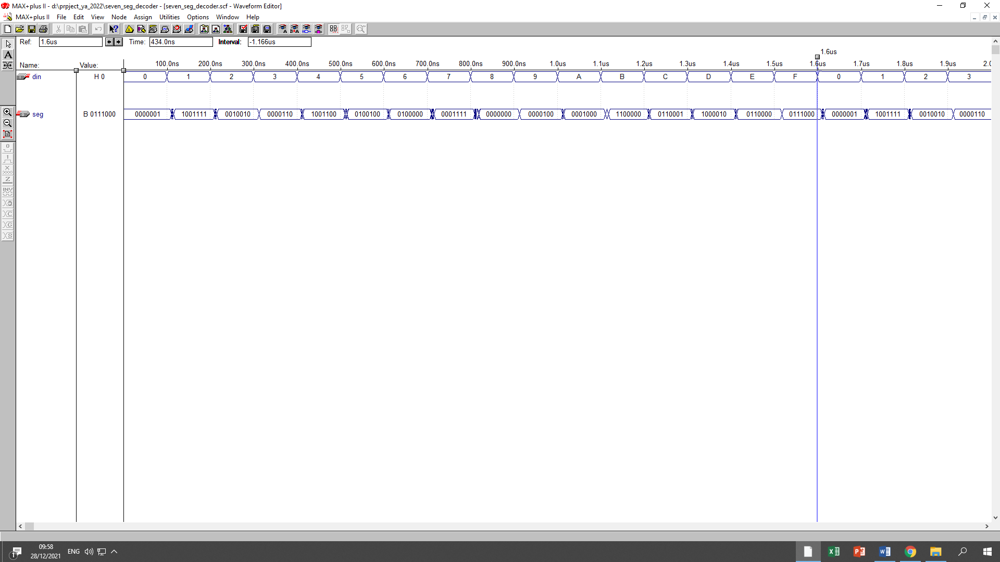 MAX+plus II - d:\prpject_ya_2022\seven_seg_decoder - [seven_seg_decoder.scf - Waveform Editor]
MAX+plus II File Edit View Node Assign Utilities Options Window Help
Ref: 1.6us Time: 434.0ns Interval: -1.166us
1.6us
Name: Value: 100.0ns 200.0ns 300.0ns 400.0ns 500.0ns 600.0ns 700.0ns 800.0ns 900.0ns 1.0us 1.1us 1.2us 1.3us 1.4us 1.5us 1.6us 1.7us 1.8us 1.9us 2.0
din H 0 0 1 2 3 4 5 6 7 8 9 A B C D E F 0 1 2 3
seg B 0111000 0000001 1001111 0010010 0000110 1001100 0100100 0100000 0001111 0000000 0000100 0001000 1100000 0110001 1000010 0110000 0111000 0000001 1001111 0010010 0000110
09:58
ENG
28/12/2021